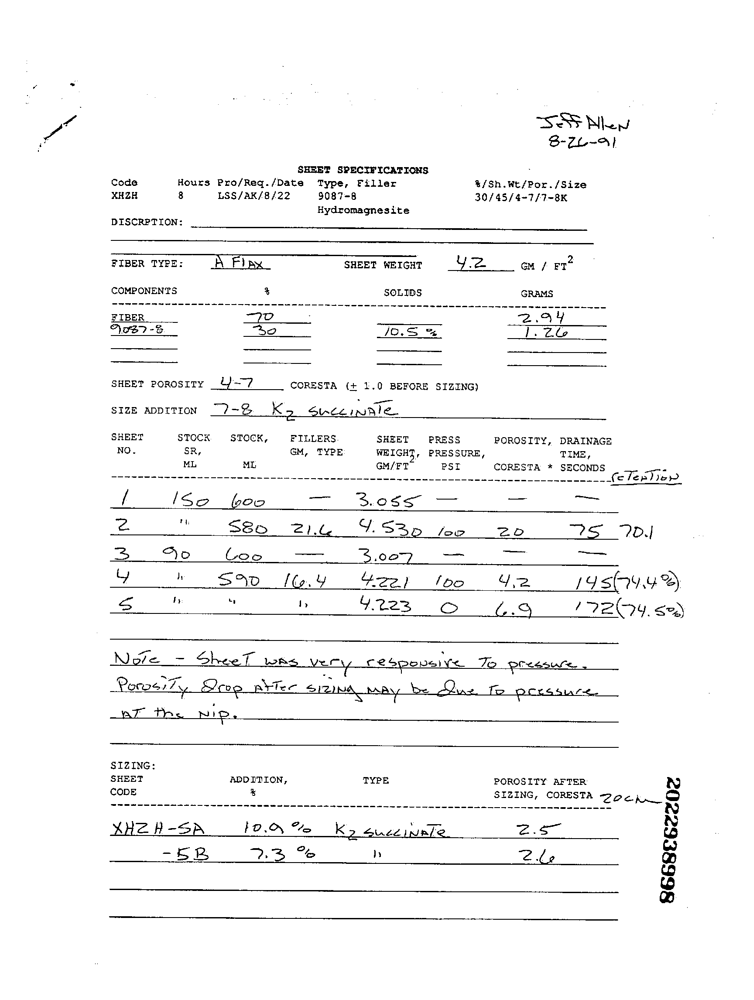 Jeff Allen
8-26-91
SHEET SPECIFICATIONS
Code Hours Pro/Req./Date Type, Filler %/Sh.Wt/Por./Size
XHZH 8 LSS/AK/8/22 9087-8 30/45/4-7/7-8K
Hydromagnesite
DISCRPTION:
FIBER TYPE: A Flax SHEET WEIGHT 4.2 GM / FT2
COMPONENTS % SOLIDS GRAMS
FIBER 70 2.94
9087-8 30 10.5 % 1.26
SHEET POROSITY 4-7 CORESTA (± 1.0 BEFORE SIZING)
SIZE ADDITION 7-8 K2 succinate
SHEET STOCK STOCK, FILLERS SHEET PRESS POROSITY, DRAINAGE
NO. SR, GM, TYPE WEIGHT, PRESSURE, TIME,
ML ML GM/FT2 PSI CORESTA * SECONDS retention
1 150 600 — 3.055 — — —
2 " 580 21.6 4.530 100 20 75 70.1
3 90 600 — 3.007 — — —
4 " 590 16.4 4.221 100 4.2 145 (74.4%)
5 " " " 4.223 0 6.9 172 (74.5%)
Note - Sheet was very responsive to pressure.
Porosity drop after sizing may be due to pressure
at the nip.
SIZING:
SHEET ADDITION, TYPE POROSITY AFTER
CODE % SIZING, CORESTA 20cm
XHZH-5A 10.9 % K2 succinate 2.5
-5B 7.3 % " 2.6
2022938998